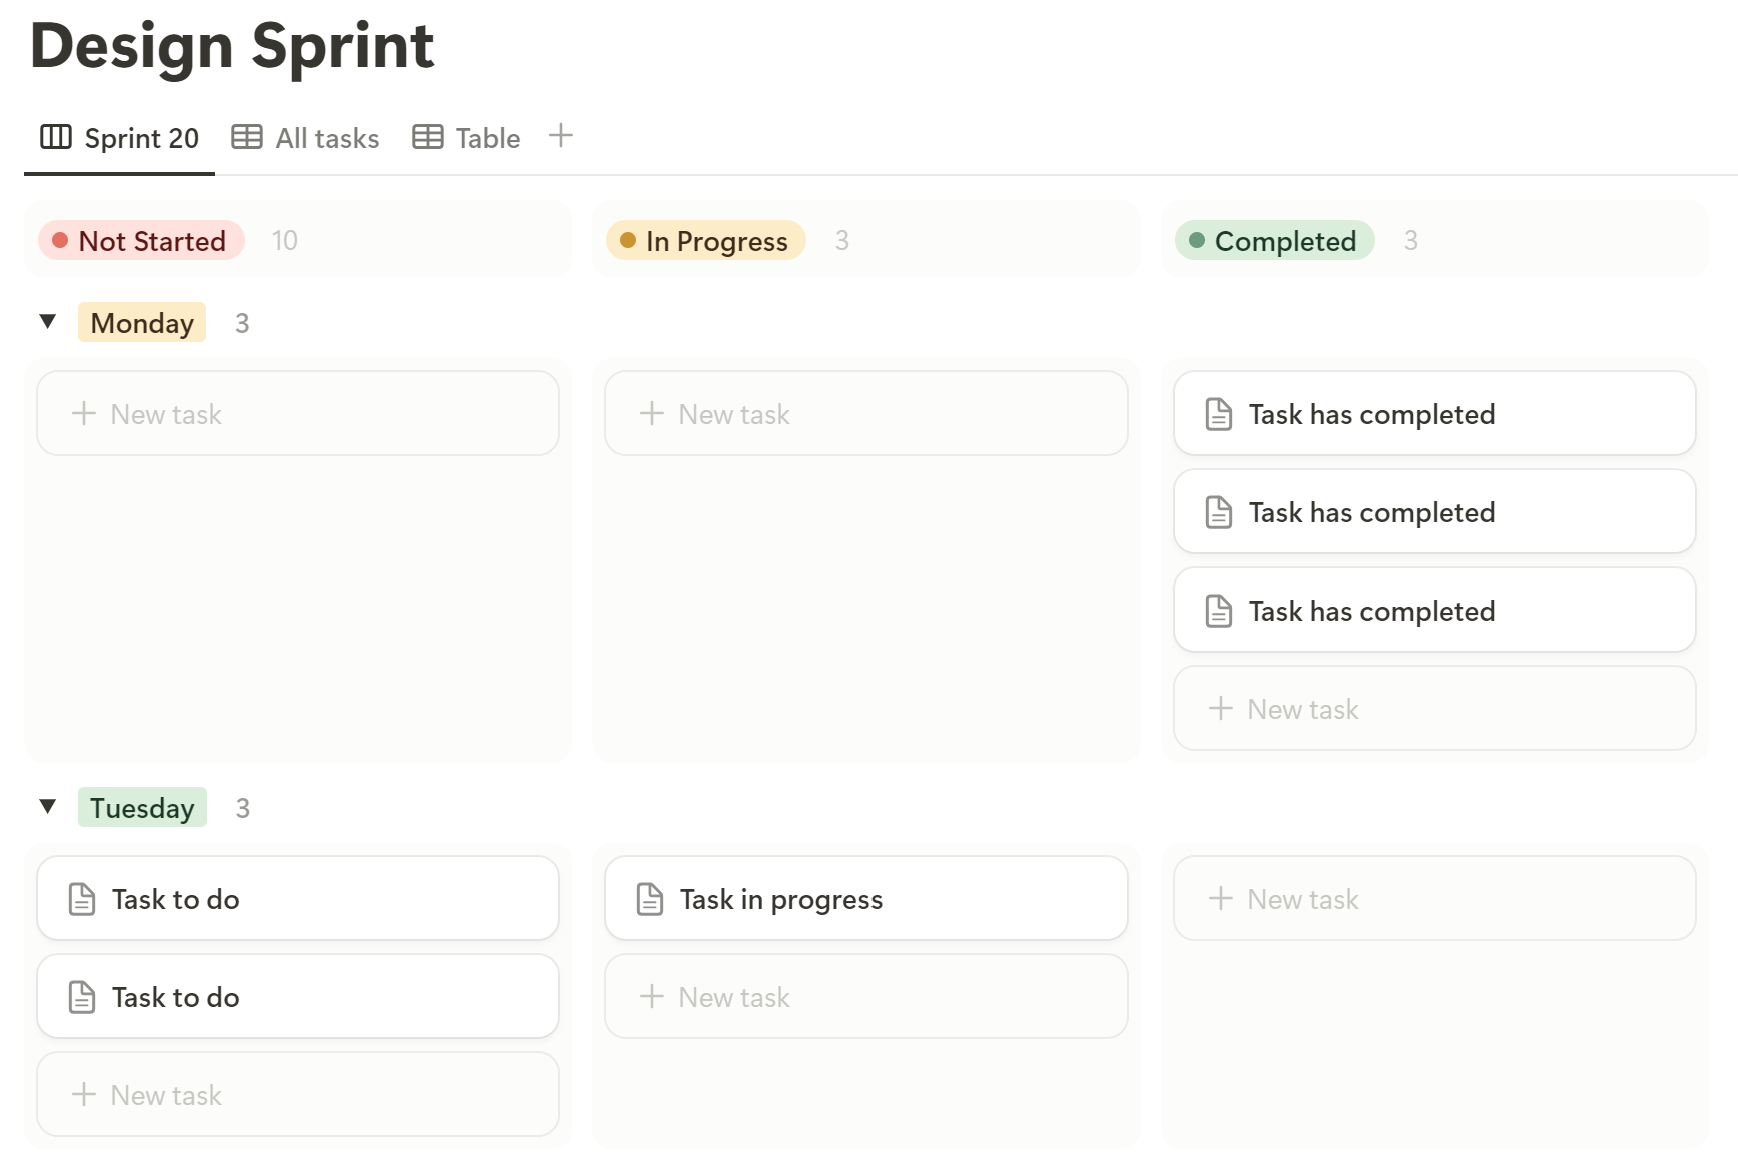 Design Sprint
Sprint 20 All tasks Table
Not Started 10 In Progress 3 Completed 3
Monday 3
New task New task Task has completed
Task has completed
Task has completed
New task
Tuesday 3
Task to do Task in progress New task
Task to do New task
New task